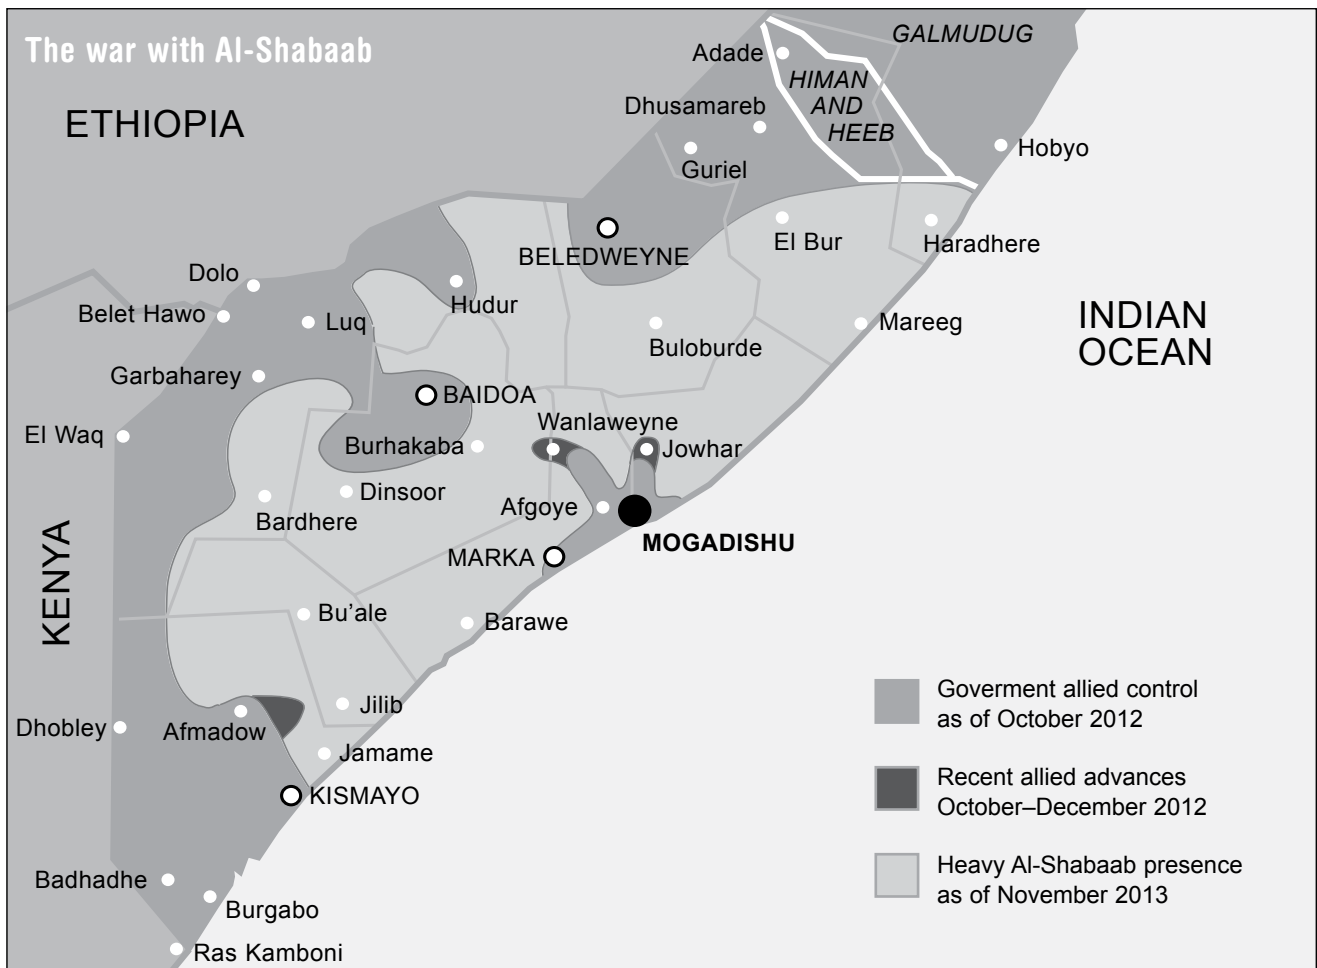 The war with Al-Shabaab
ETHIOPIA
GALMUDUG
Adade
HIMAN
AND
HEEB
Dhusamareb
Guriel
Hobyo
BELEDWEYNE
El Bur
Haradhere
Dolo
Belet Hawo
Luq
Hudur
Buloburde
Mareeg
INDIAN
OCEAN
Garbaharey
BAIDOA
El Waq
Burhakaba
Wanlaweyne
Jowhar
Dinsoor
Bardhere
Afgoye
MOGADISHU
MARKA
KENYA
Bu’ale
Barawe
Jilib
Dhobley
Afmadow
Jamame
KISMAYO
Badhadhe
Burgabo
Ras Kamboni
Goverment allied control
as of October 2012
Recent allied advances
October–December 2012
Heavy Al-Shabaab presence
as of November 2013